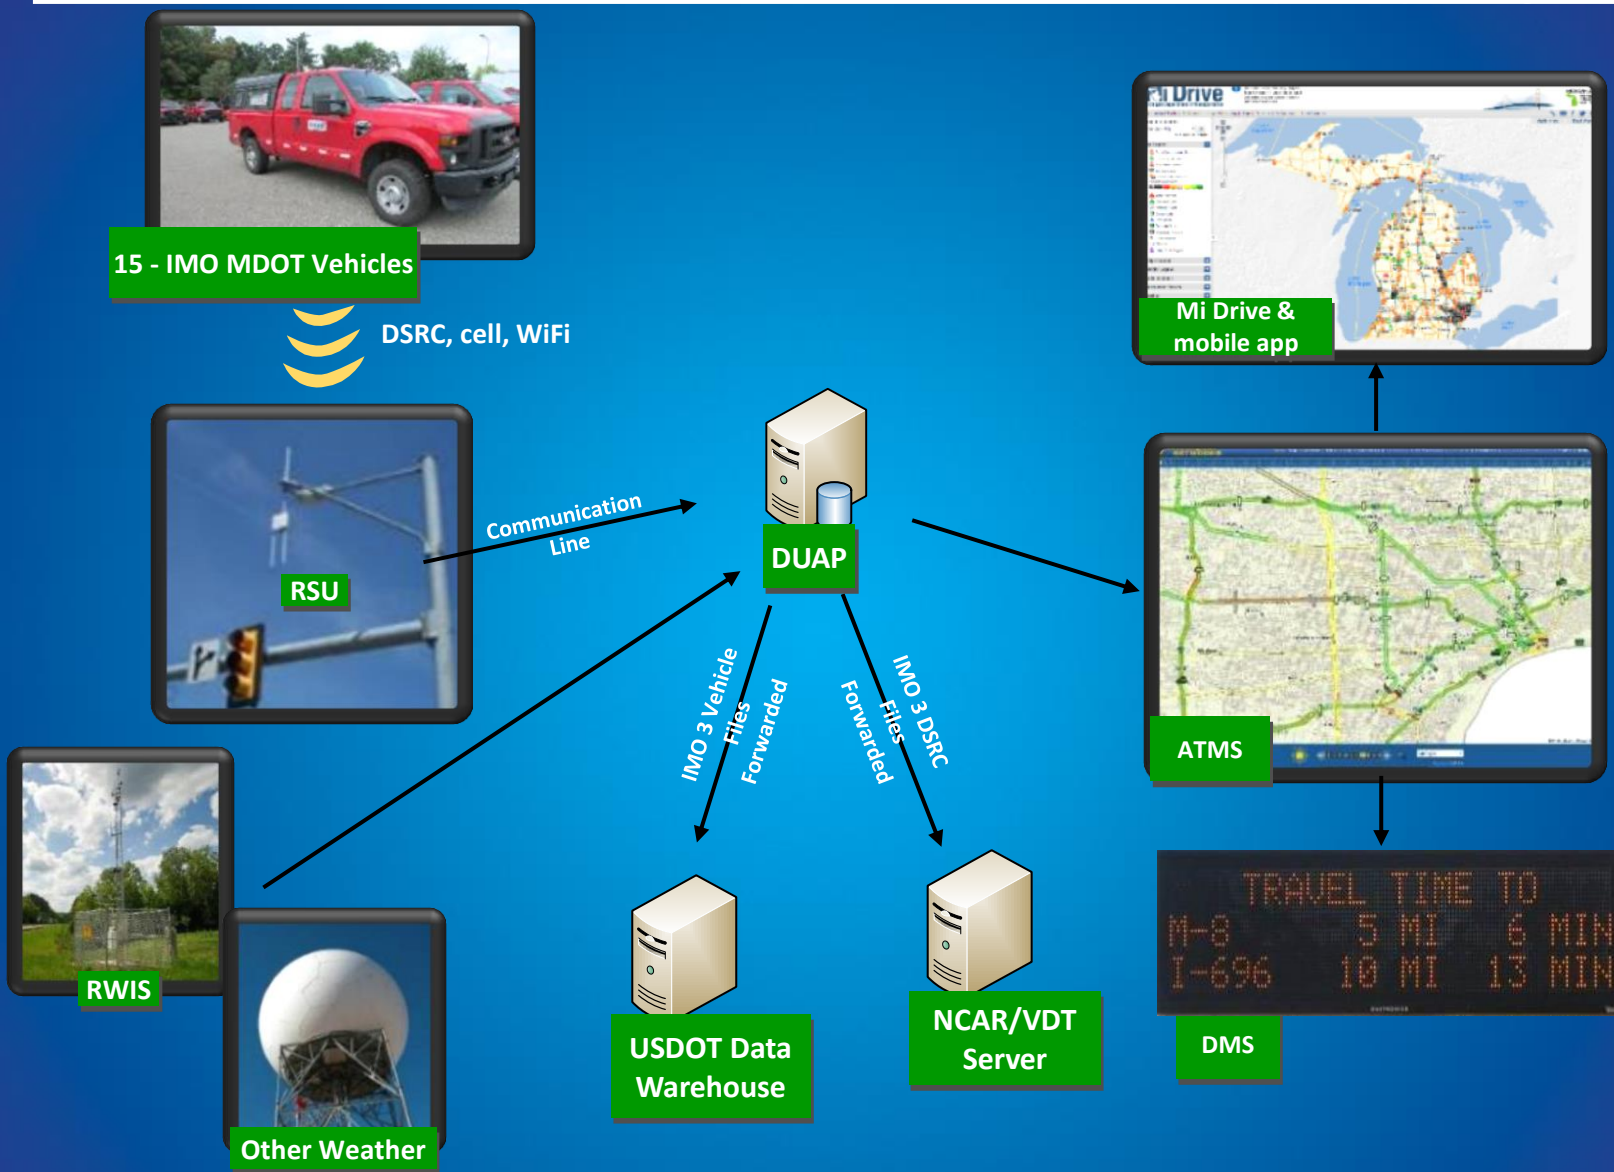 15 - IMO MDOT Vehicles
DSRC, cell, WiFi
RSU
Communication
Line
RWIS
Other Weather
DUAP
IMO 3 Vehicle
Files
Forwarded
IMO 3 DSRC
Files
Forwarded
USDOT Data
Warehouse
NCAR/VDT
Server
Mi Drive
Mi Drive &
mobile app
ATMS
TRAVEL TIME TO
M-8 5 MI 6 MIN
I-696 10 MI 13 MIN
DMS